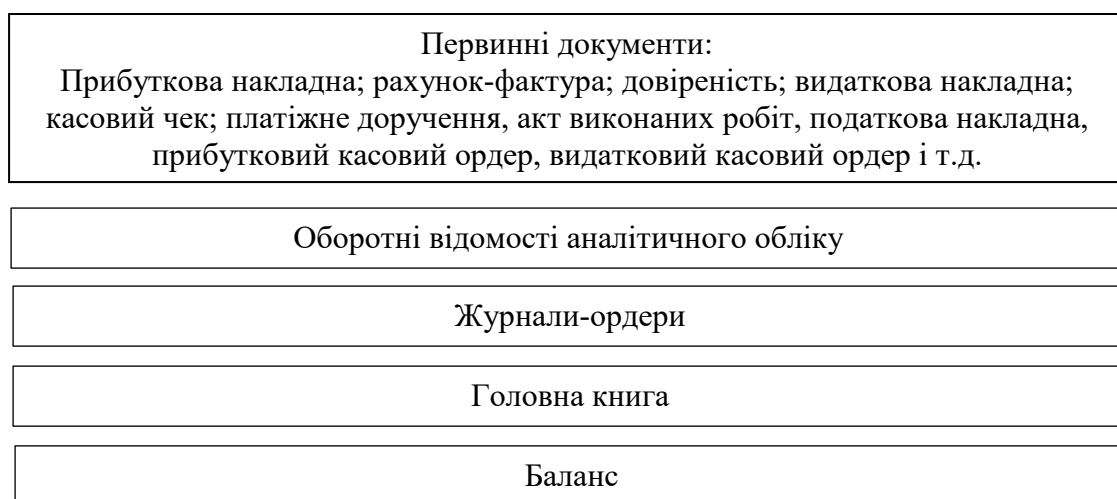 Первинні документи:
Прибуткова накладна; рахунок-фактура; довіреність; видаткова накладна;
касовий чек; платіжне доручення, акт виконаних робіт, податкова накладна,
прибутковий касовий ордер, видатковий касовий ордер і т.д.
Оборотні відомості аналітичного обліку
Журнали-ордери
Головна книга
Баланс